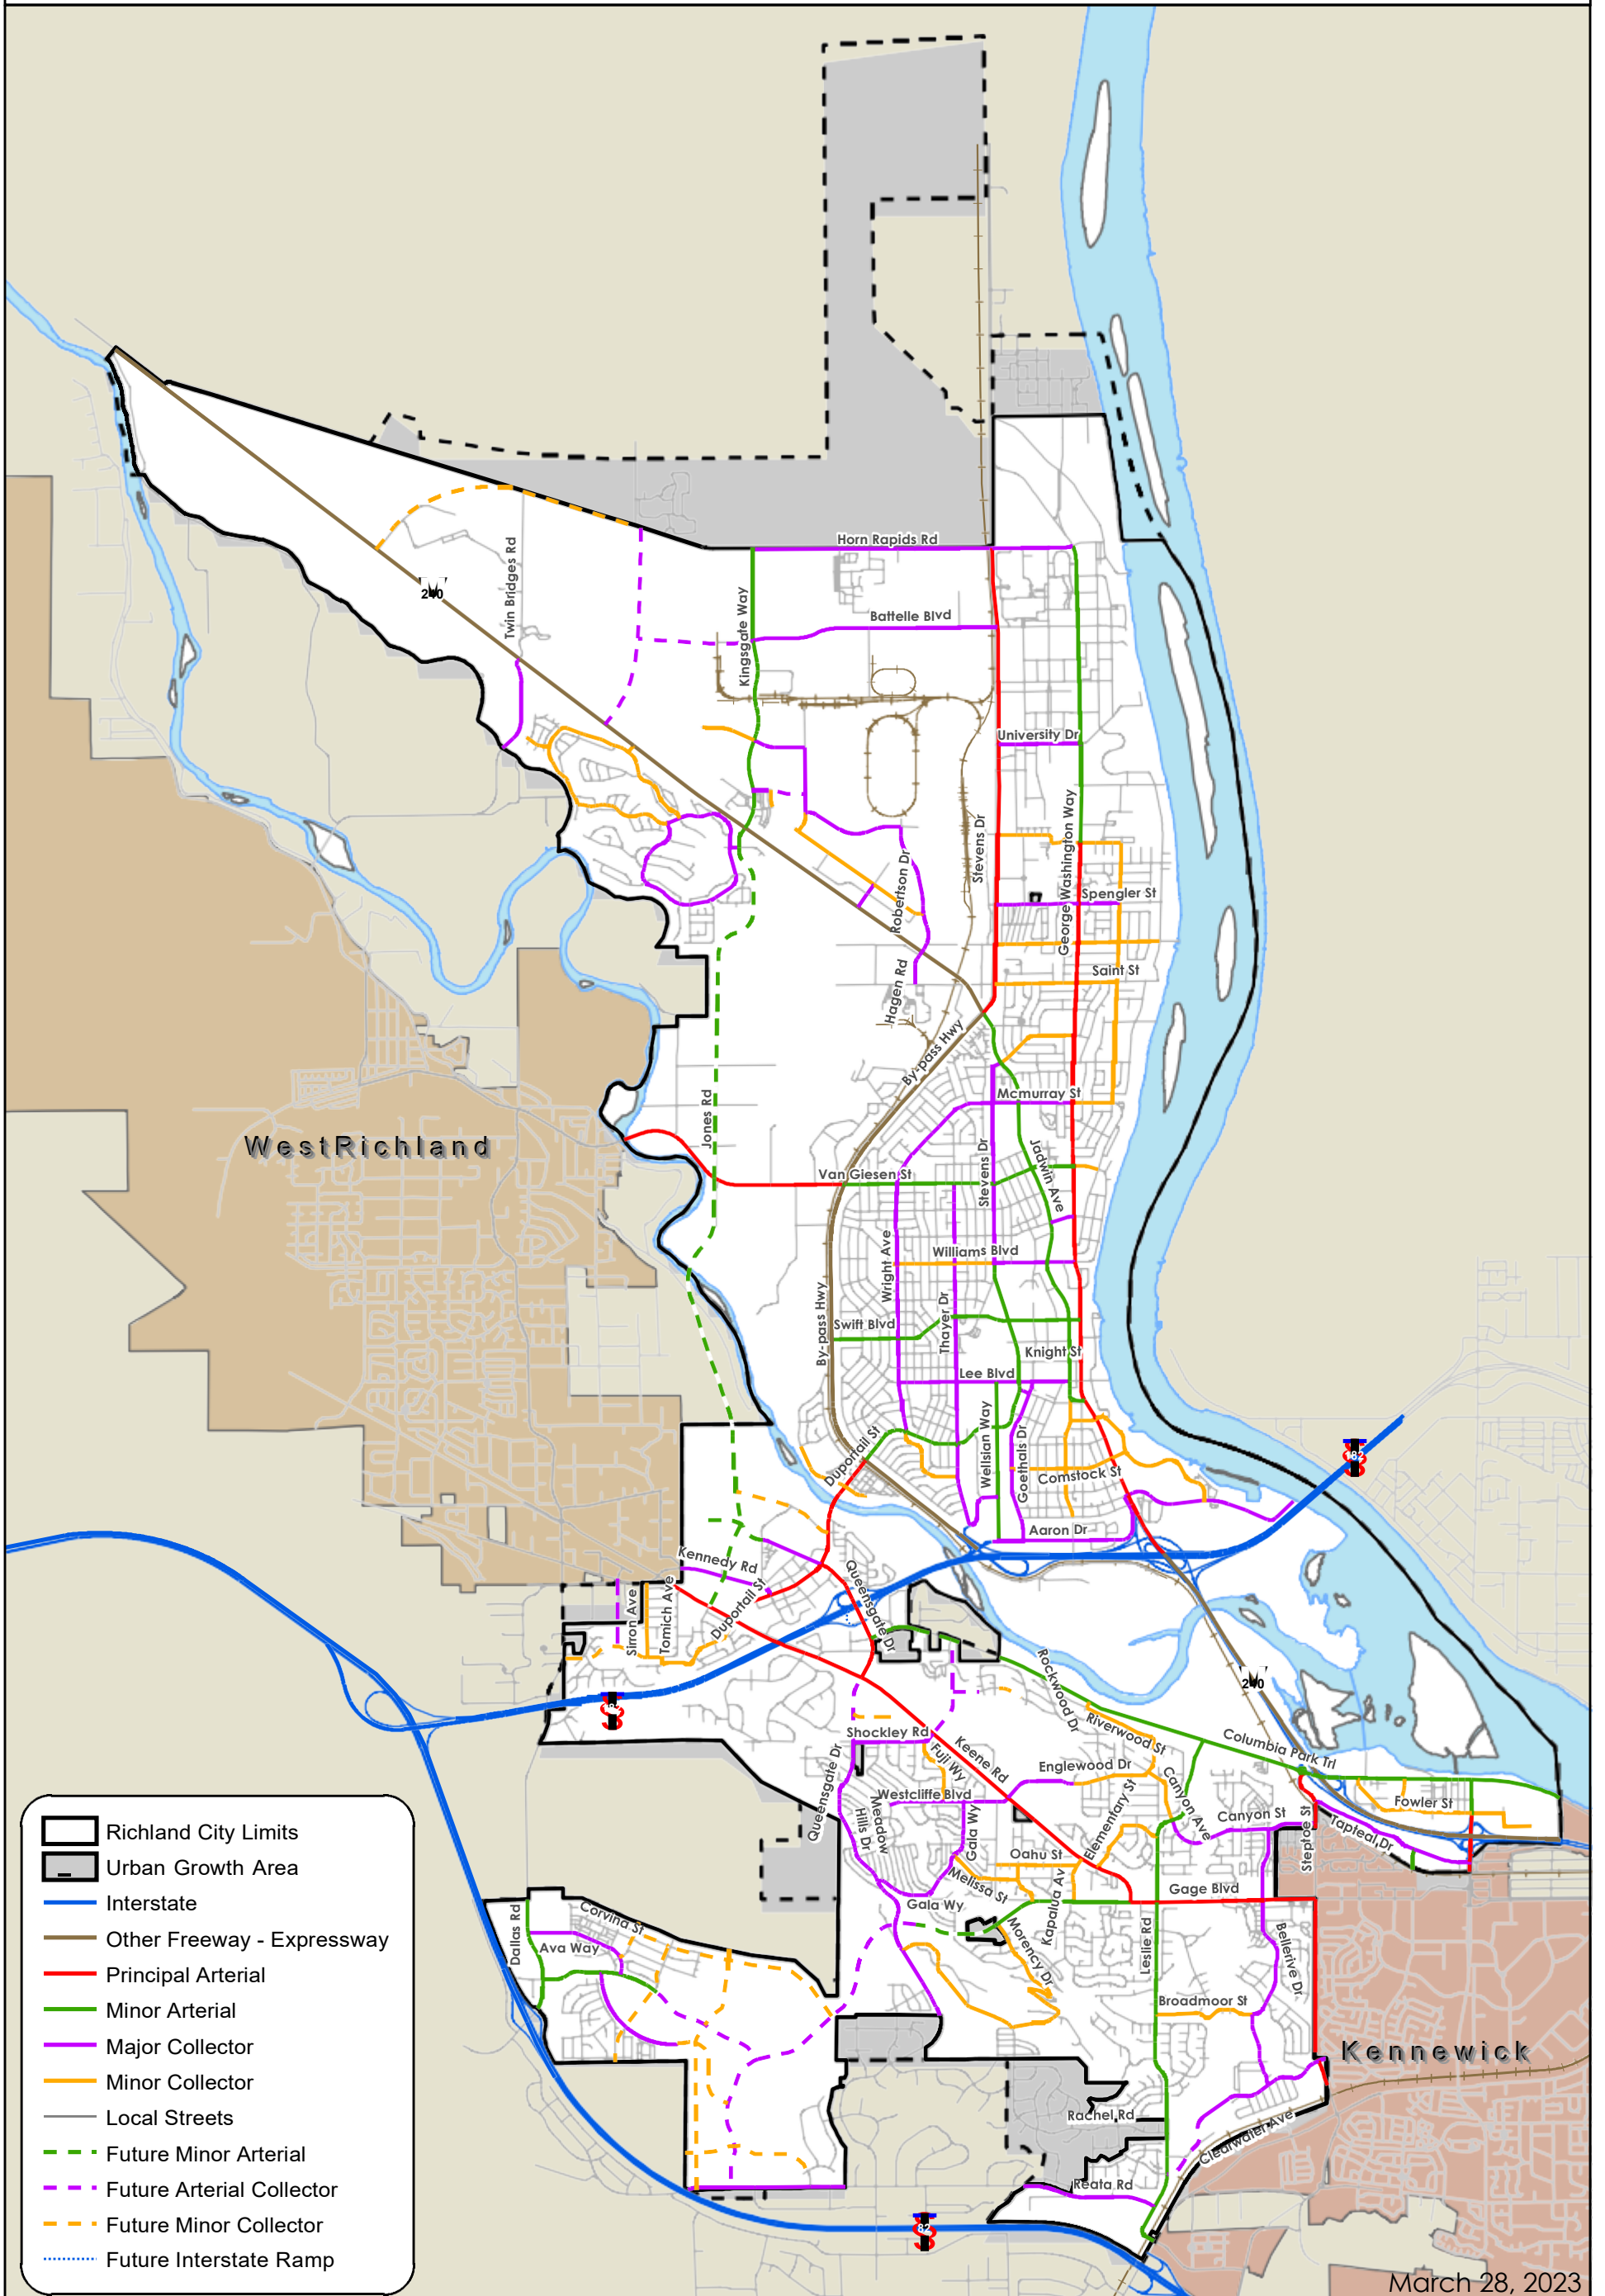 Horn Rapids Rd
Twin Bridges Rd
240
Kingsgate Way
Battelle Blvd
University Dr
George Washington Way
Stevens Dr
Robertson Dr
Spengler St
Saint St
Hagen Rd
By-pass Hwy
Mcmurray St
Jones Rd
WestRichland
Van Giesen St
Stevens Dr
Jadwin Ave
Wright Ave
Williams Blvd
By-pass Hwy
Swift Blvd
Thayer Dr
Knight St
Lee Blvd
Wellsian Way
Goethals Dr
Duportail St
Comstock St
182
Aaron Dr
Kennedy Rd
Queensgate Dr
Duportail St
Sirron Ave
Tomich Ave
Rockwood Dr
240
Riverwood St
Columbia Park Trl
Shockley Rd
Keene Rd
Fuji Wy
Englewood Dr
Queensgate Dr
Westcliffe Blvd
Canyon Ave
Elementary St
Fowler St
Canyon St
Steptoe St
Tapteal Dr
Meadow
Hills Dr
Gala Wy
Oahu St
Melissa St
Gala Wy
Kapalua Av
Gage Blvd
Morency Dr
Leslie Rd
Bellerive Dr
Dallas Rd
Corvina St
Ava Way
Broadmoor St
Kennewick
Rachel Rd
Clearwater Ave
Reata Rd
82
Richland City Limits
Urban Growth Area
Interstate
Other Freeway - Expressway
Principal Arterial
Minor Arterial
Major Collector
Minor Collector
Local Streets
Future Minor Arterial
Future Arterial Collector
Future Minor Collector
Future Interstate Ramp
March 28, 2023